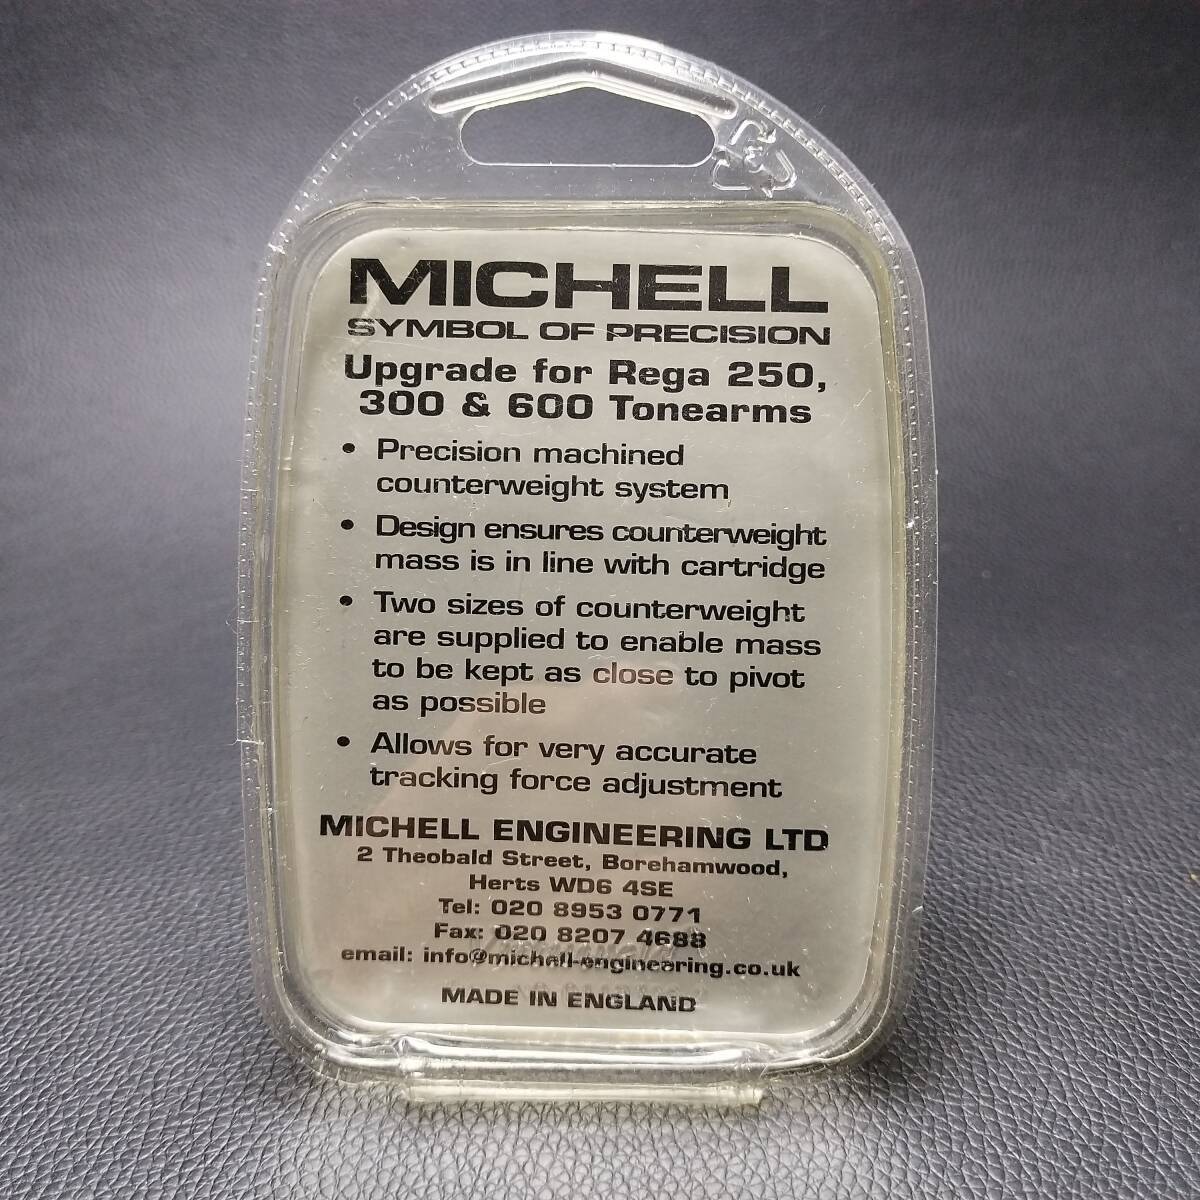 MICHELL
SYMBOL OF PRECISION
Upgrade for Rega 250,
300 & 600 Tonearms
• Precision machined
counterweight system
• Design ensures counterweight
mass is in line with cartridge
• Two sizes of counterweight
are supplied to enable mass
to be kept as close to pivot
as possible
• Allows for very accurate
tracking force adjustment
MICHELL ENGINEERING LTD
2 Theobald Street, Borehamwood,
Herts WD6 4SE
Tel: 020 8953 0771
Fax: 020 8207 4688
email: info@michell-engineering.co.uk
MADE IN ENGLAND
3